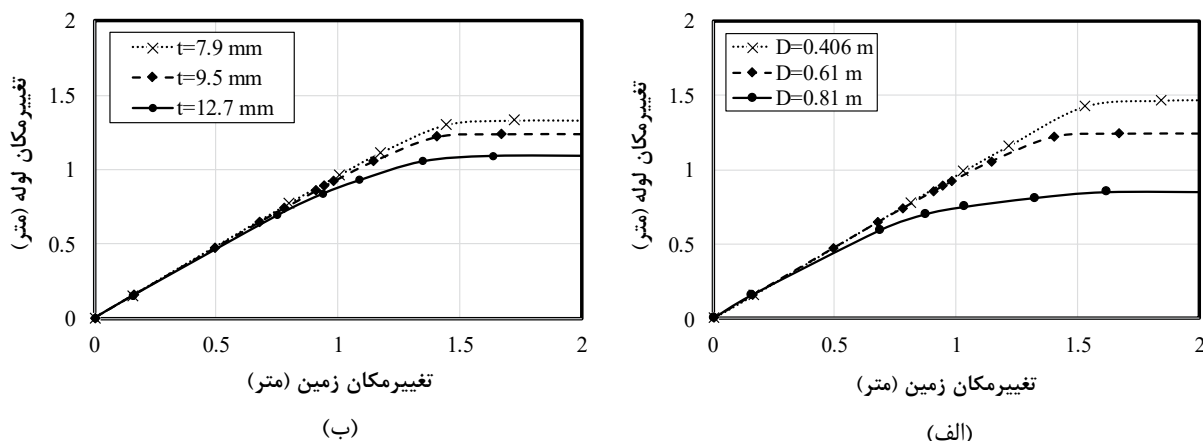 2
1.5
1
0.5
0
0 0.5 1 1.5 2
D=0.406 m
D=0.61 m
D=0.81 m
تغییرمکان لوله (متر)
تغییرمکان زمین (متر)
(الف)
2
1.5
1
0.5
0
0 0.5 1 1.5 2
t=7.9 mm
t=9.5 mm
t=12.7 mm
تغییرمکان لوله (متر)
تغییرمکان زمین (متر)
(ب)